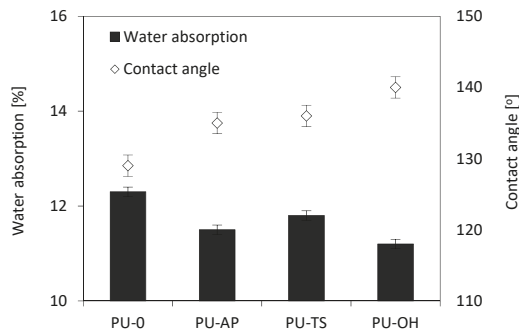 16
150
Water absorption
Contact angle
14
140
12
130
120
10
110
PU-0
PU-AP
PU-TS
PU-OH
Water absorption [%]
Contact angle [º]